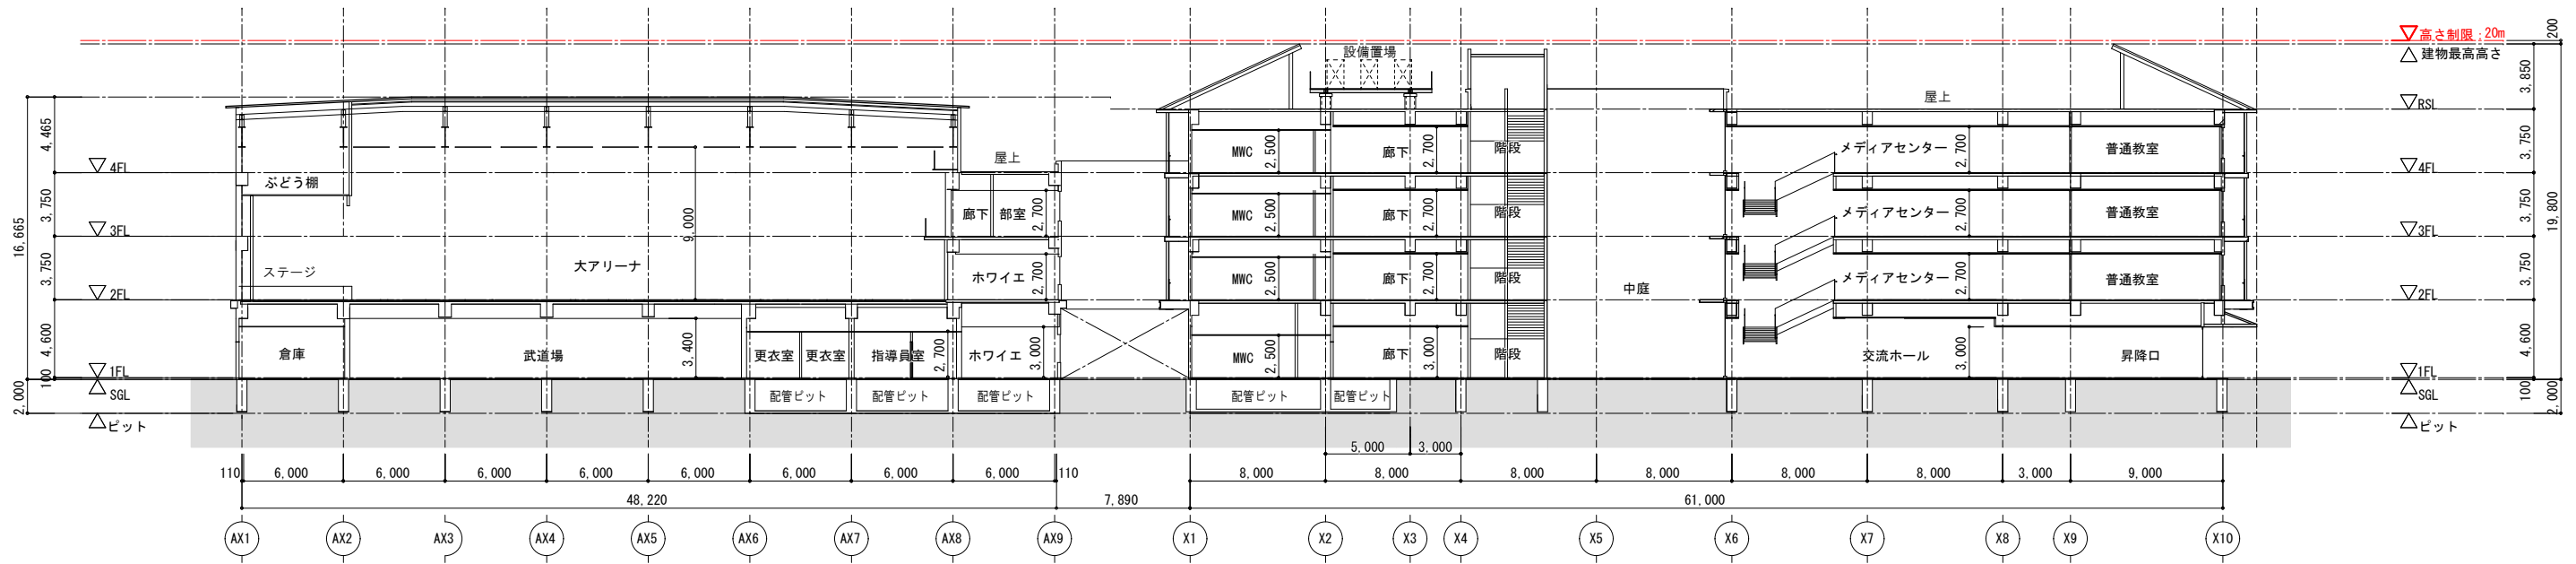 高さ制限：20m
200
設備置場
建物最高高さ
3,850
屋上
RSL
4,465
MWC
2,500
廊下
2,700
階段
メディアセンター
2,700
普通教室
3,750
屋上
4FL
4FL
ぶどう棚
16,665
3,750
9,000
廊下
部室
2,700
MWC
2,500
廊下
2,700
階段
メディアセンター
2,700
普通教室
3,750
19,800
3FL
3FL
ステージ
大アリーナ
3,750
ホワイエ
2,700
MWC
2,500
廊下
2,700
階段
中庭
メディアセンター
2,700
普通教室
3,750
2FL
2FL
4,600
倉庫
武道場
3,400
更衣室
更衣室
指導員室
2,700
ホワイエ
3,000
MWC
2,500
廊下
3,000
階段
交流ホール
3,000
昇降口
4,600
1FL
1FL
100
SGL
配管ピット
配管ピット
配管ピット
配管ピット
配管ピット
SGL
100
2,000
2,000
ピット
ピット
5,000
3,000
110
6,000
6,000
6,000
6,000
6,000
6,000
6,000
6,000
110
8,000
8,000
8,000
8,000
8,000
8,000
3,000
9,000
48,220
7,890
61,000
AX1
AX2
AX3
AX4
AX5
AX6
AX7
AX8
AX9
X1
X2
X3
X4
X5
X6
X7
X8
X9
X10